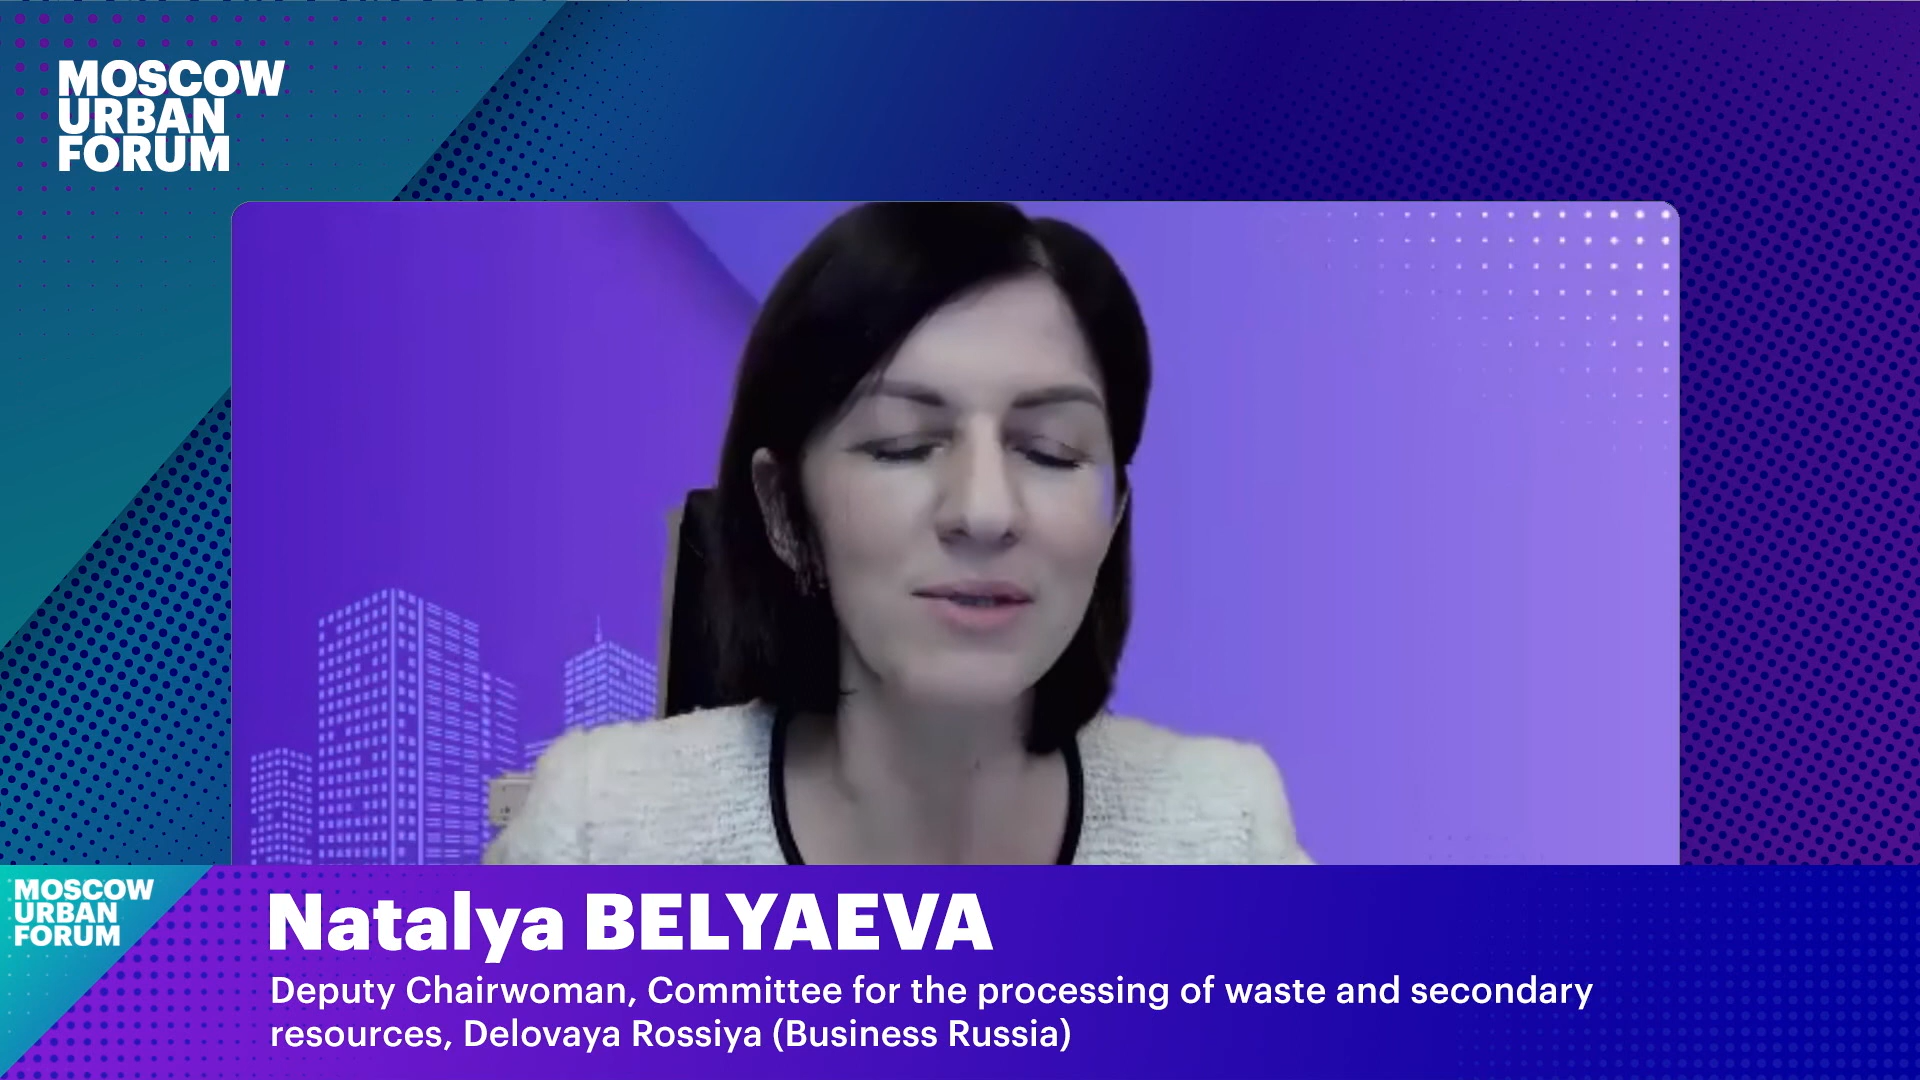 MOSCOW
URBAN
FORUM
MOSCOW
URBAN
FORUM
Natalya BELYAEVA
Deputy Chairwoman, Committee for the processing of waste and secondary
resources, Delovaya Rossiya (Business Russia)